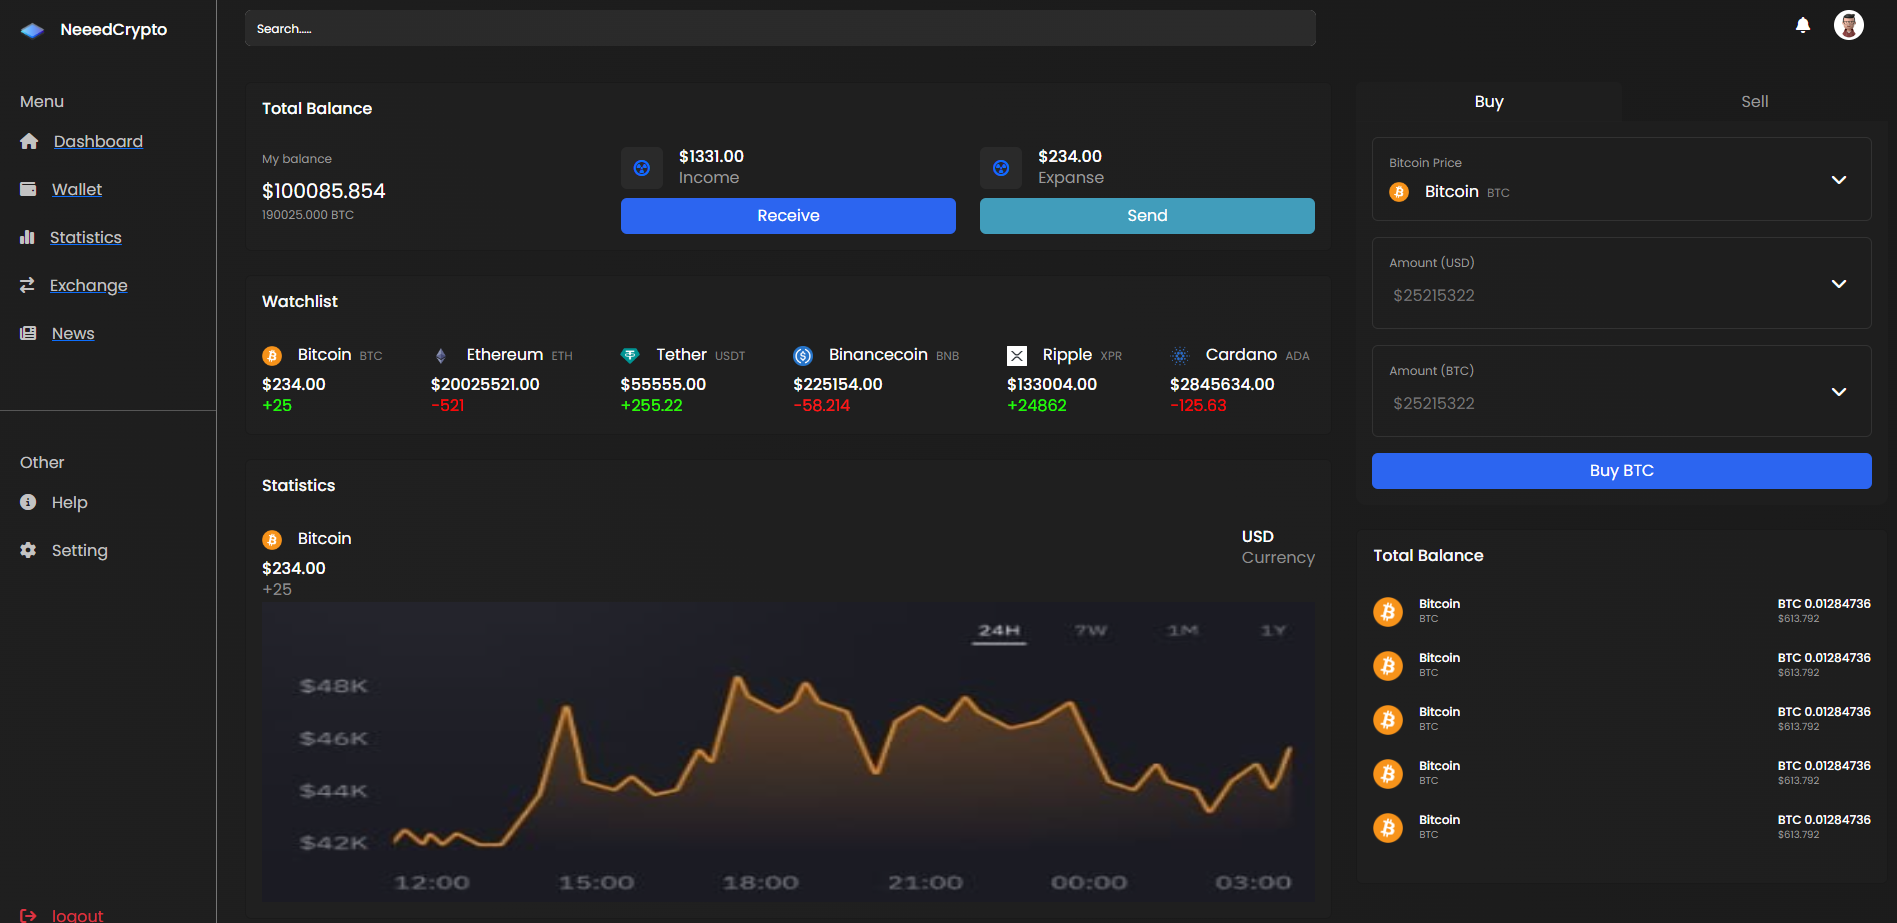 NeeedCrypto
Search.....
Menu
Dashboard
Wallet
Statistics
Exchange
News
Other
Help
Setting
logout
Total Balance
My balance
$100085.854
190025.000 BTC
$1331.00
Income
Receive
$234.00
Expanse
Send
Watchlist
Bitcoin BTC
$234.00
+25
Ethereum ETH
$20025521.00
-521
Tether USDT
$55555.00
+255.22
Binancecoin BNB
$225154.00
-58.214
Ripple XPR
$133004.00
+24862
Cardano ADA
$2845634.00
-125.63
Statistics
Bitcoin
$234.00
+25
USD
Currency
24H 7W 1M 1Y
$48K
$46K
$44K
$42K
12:00 15:00 18:00 21:00 00:00 03:00
Buy Sell
Bitcoin Price
Bitcoin BTC
Amount (USD)
$25215322
Amount (BTC)
$25215322
Buy BTC
Total Balance
Bitcoin BTC 0.01284736
BTC $613.792
Bitcoin BTC 0.01284736
BTC $613.792
Bitcoin BTC 0.01284736
BTC $613.792
Bitcoin BTC 0.01284736
BTC $613.792
Bitcoin BTC 0.01284736
BTC $613.792